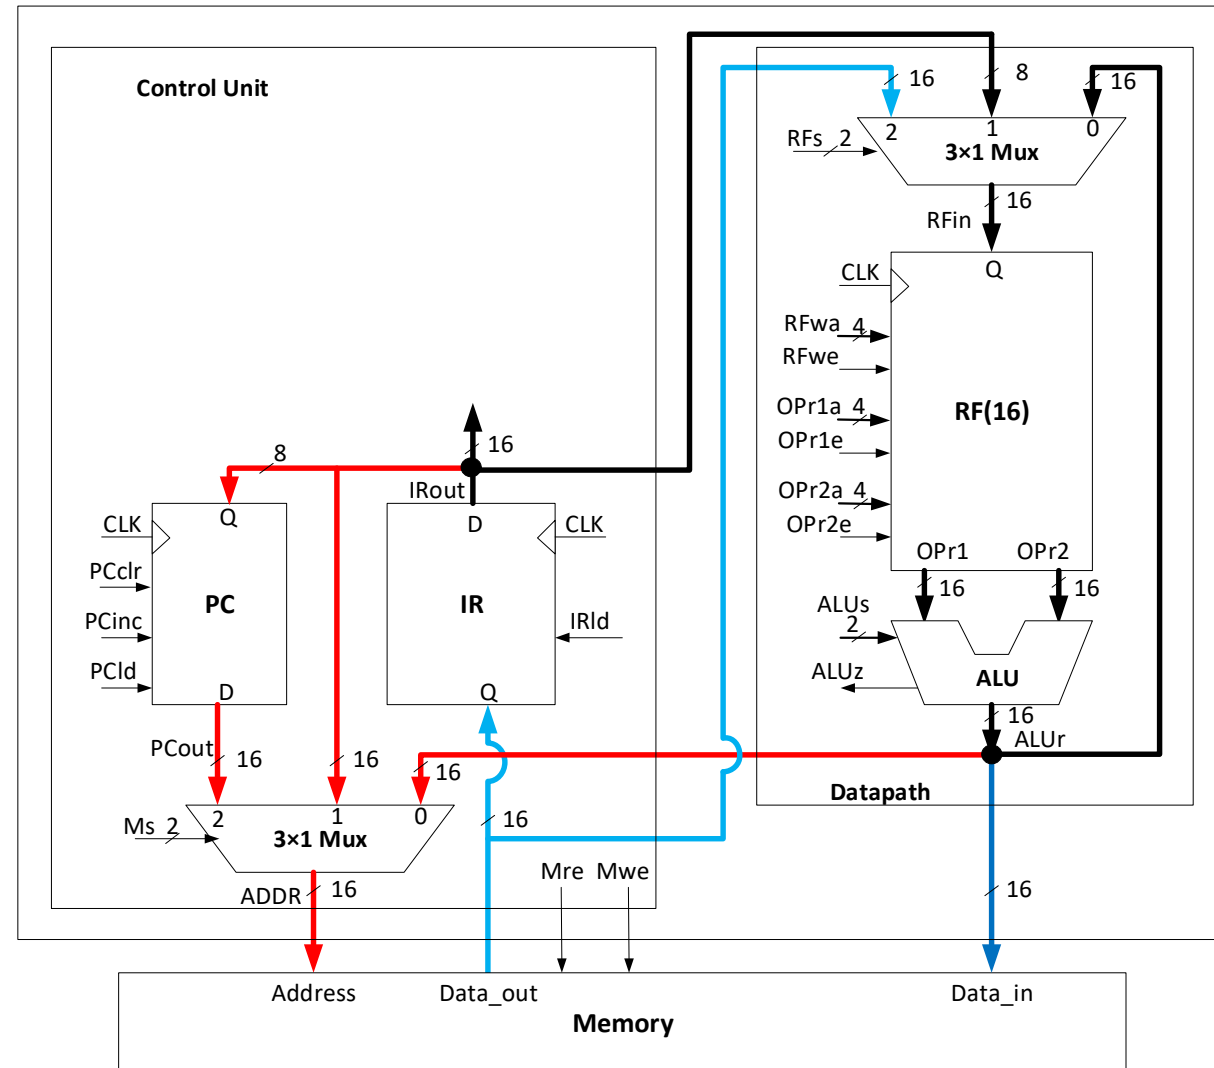 Control Unit
16
8
16
2
1
0
RFs
2
3×1 Mux
16
RFin
CLK
Q
RFwa
4
RFwe
OPr1a
4
RF(16)
OPr1e
OPr2a
4
OPr2e
OPr1
OPr2
16
16
ALUs
2
ALU
ALUz
16
ALUr
Datapath
8
16
IRout
CLK
Q
D
CLK
PCclr
PC
IR
PCinc
IRld
PCld
D
Q
PCout
16
16
16
2
1
0
Ms
2
3×1 Mux
16
ADDR
16
Mre
Mwe
16
Address
Data_out
Data_in
Memory